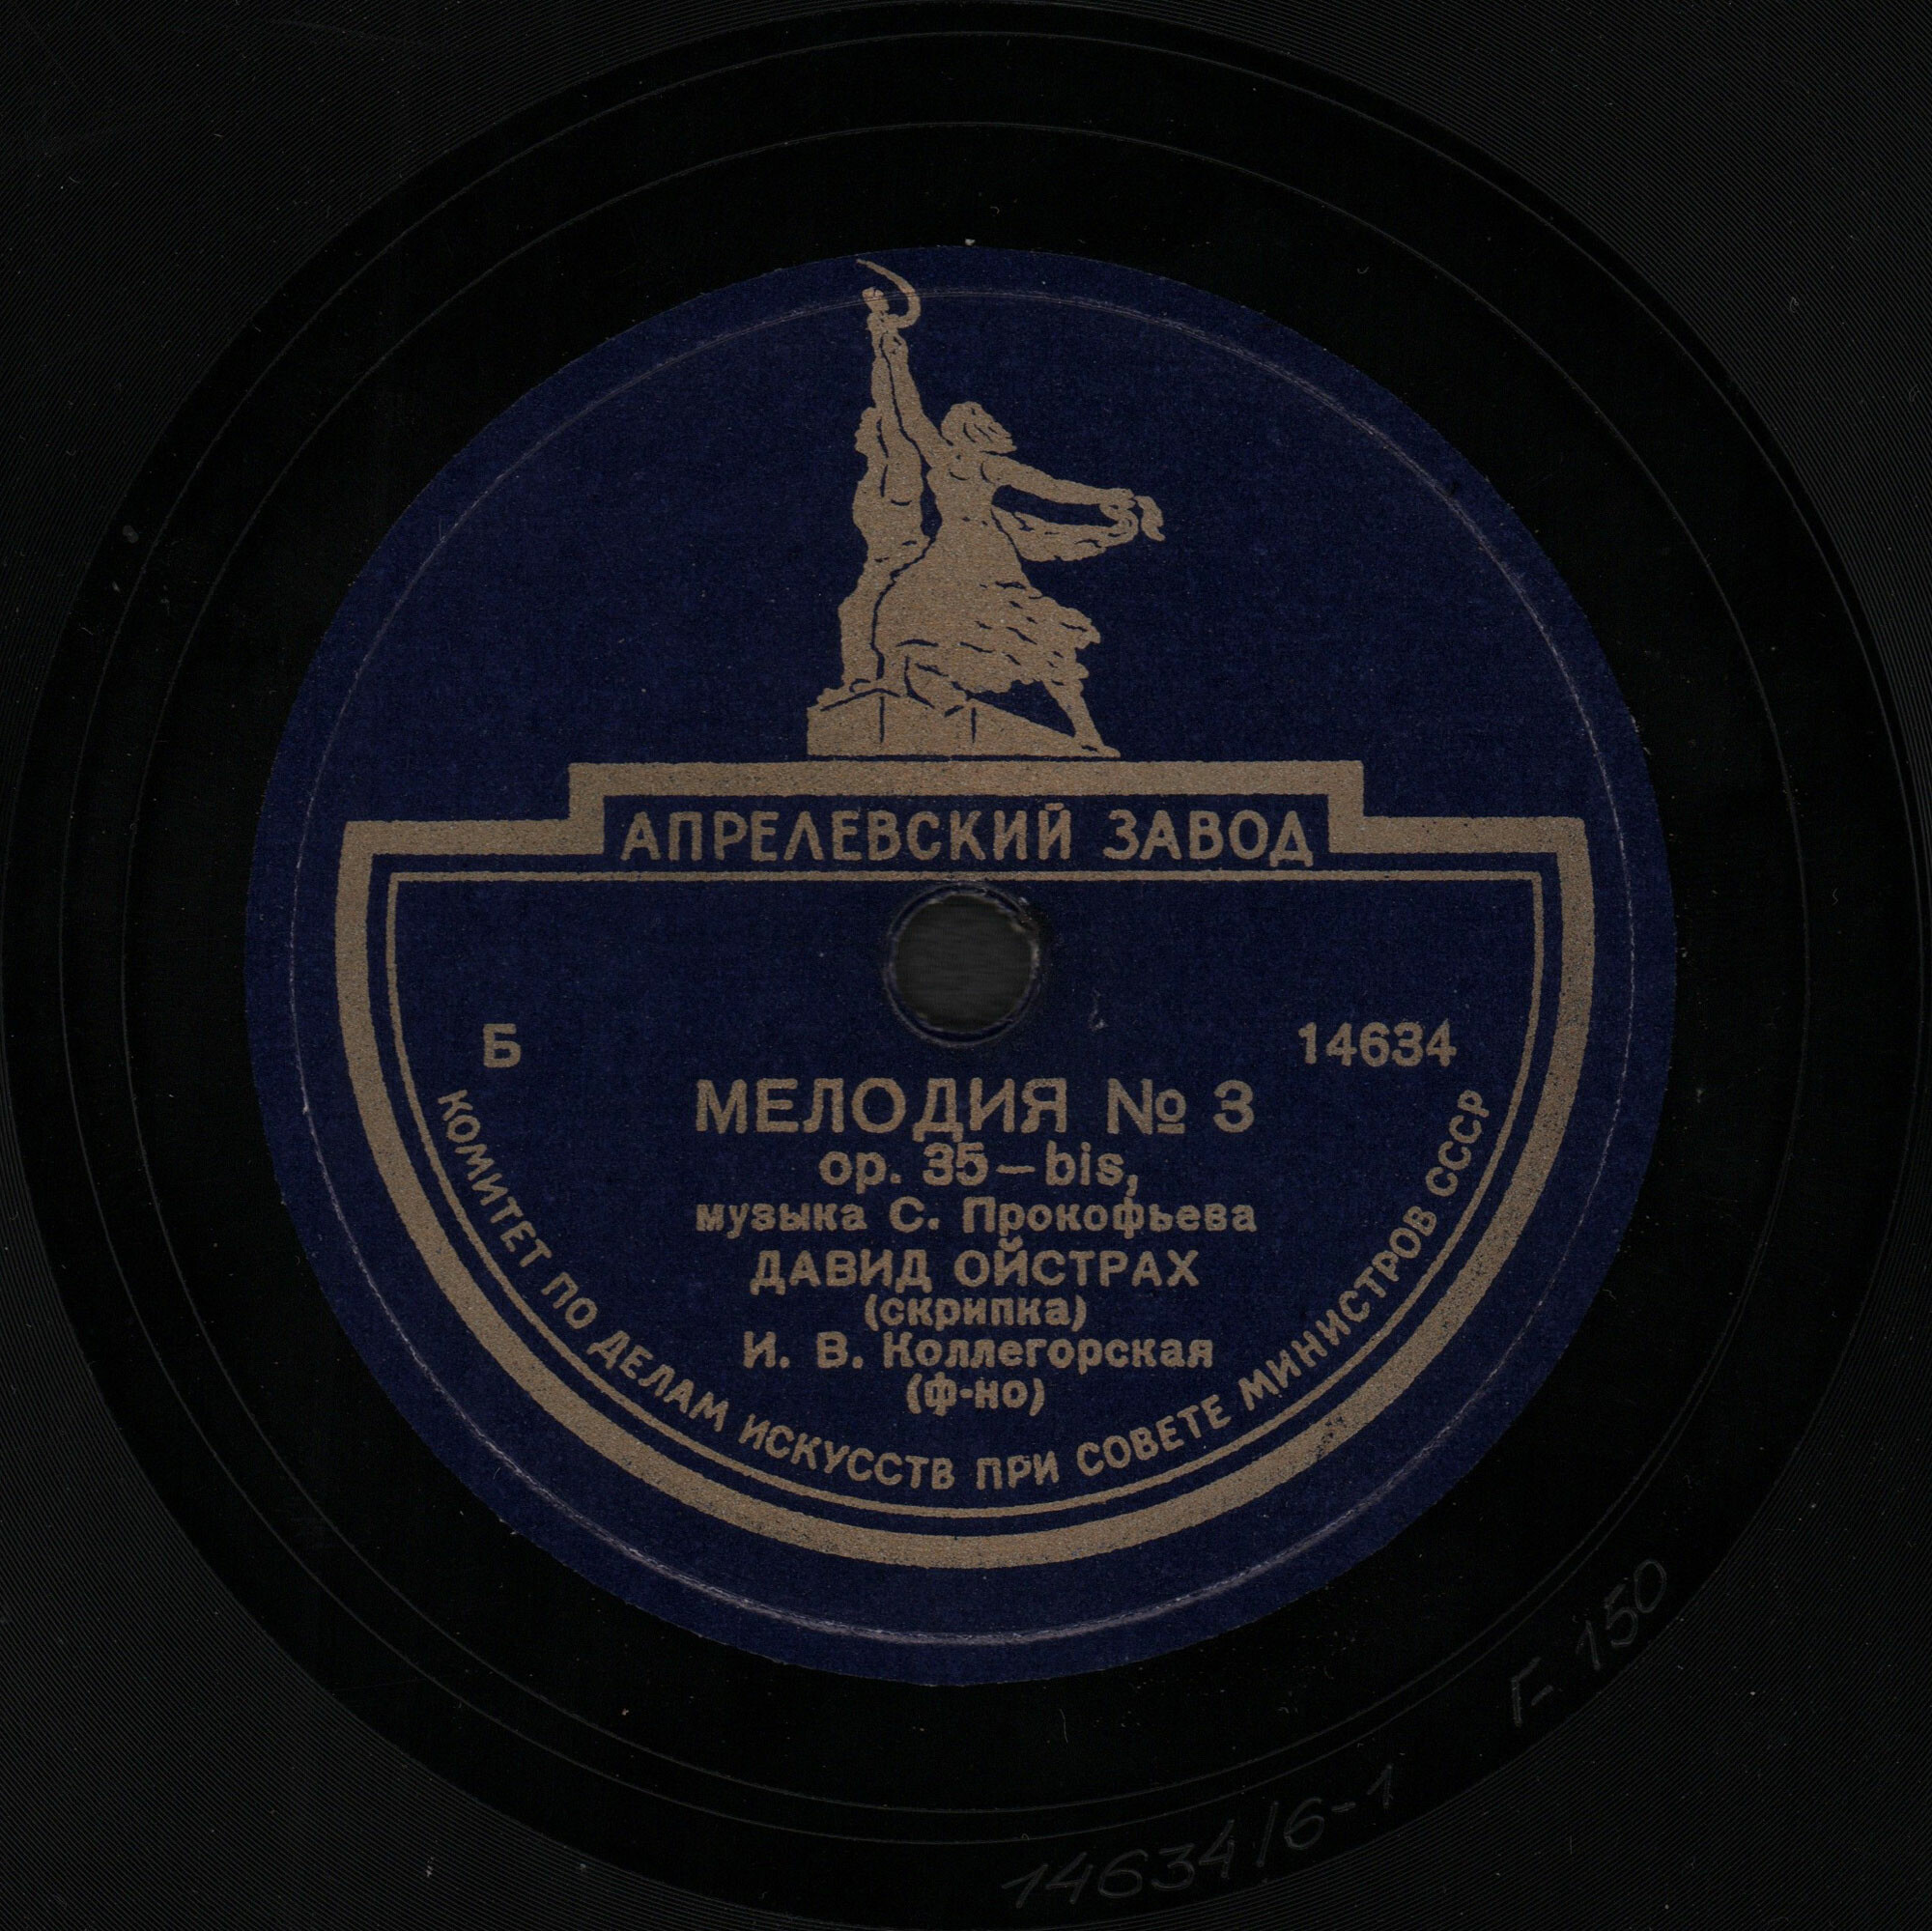 АПРЕЛЕВСКИЙ ЗАВОД
Б
14634
МЕЛОДИЯ № 3
op. 35—bis,
музыка С. Прокофьева
ДАВИД ОЙСТРАХ
(скрипка)
И. В. Коллегорская
(ф-но)
КОМИТЕТ ПО ДЕЛАМ ИСКУССТВ ПРИ СОВЕТЕ МИНИСТРОВ СССР
14634/6-1
Г- 150